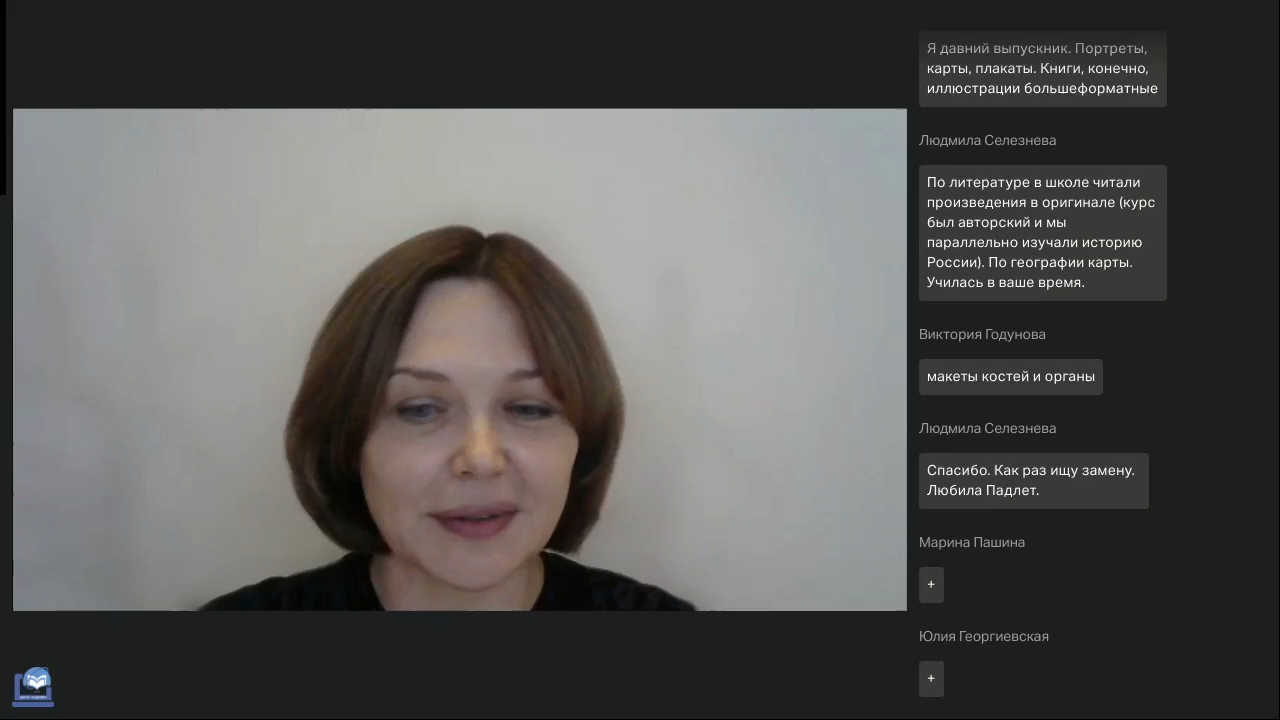 Я давний выпускник. Портреты,
карты, плакаты. Книги, конечно,
иллюстрации большеформатные
Людмила Селезнева
По литературе в школе читали
произведения в оригинале (курс
был авторский и мы
параллельно изучали историю
России). По географии карты.
Училась в ваше время.
Виктория Годунова
макеты костей и органы
Людмила Селезнева
Спасибо. Как раз ищу замену.
Любила Падлет.
Марина Пашина
+
Юлия Георгиевская
+